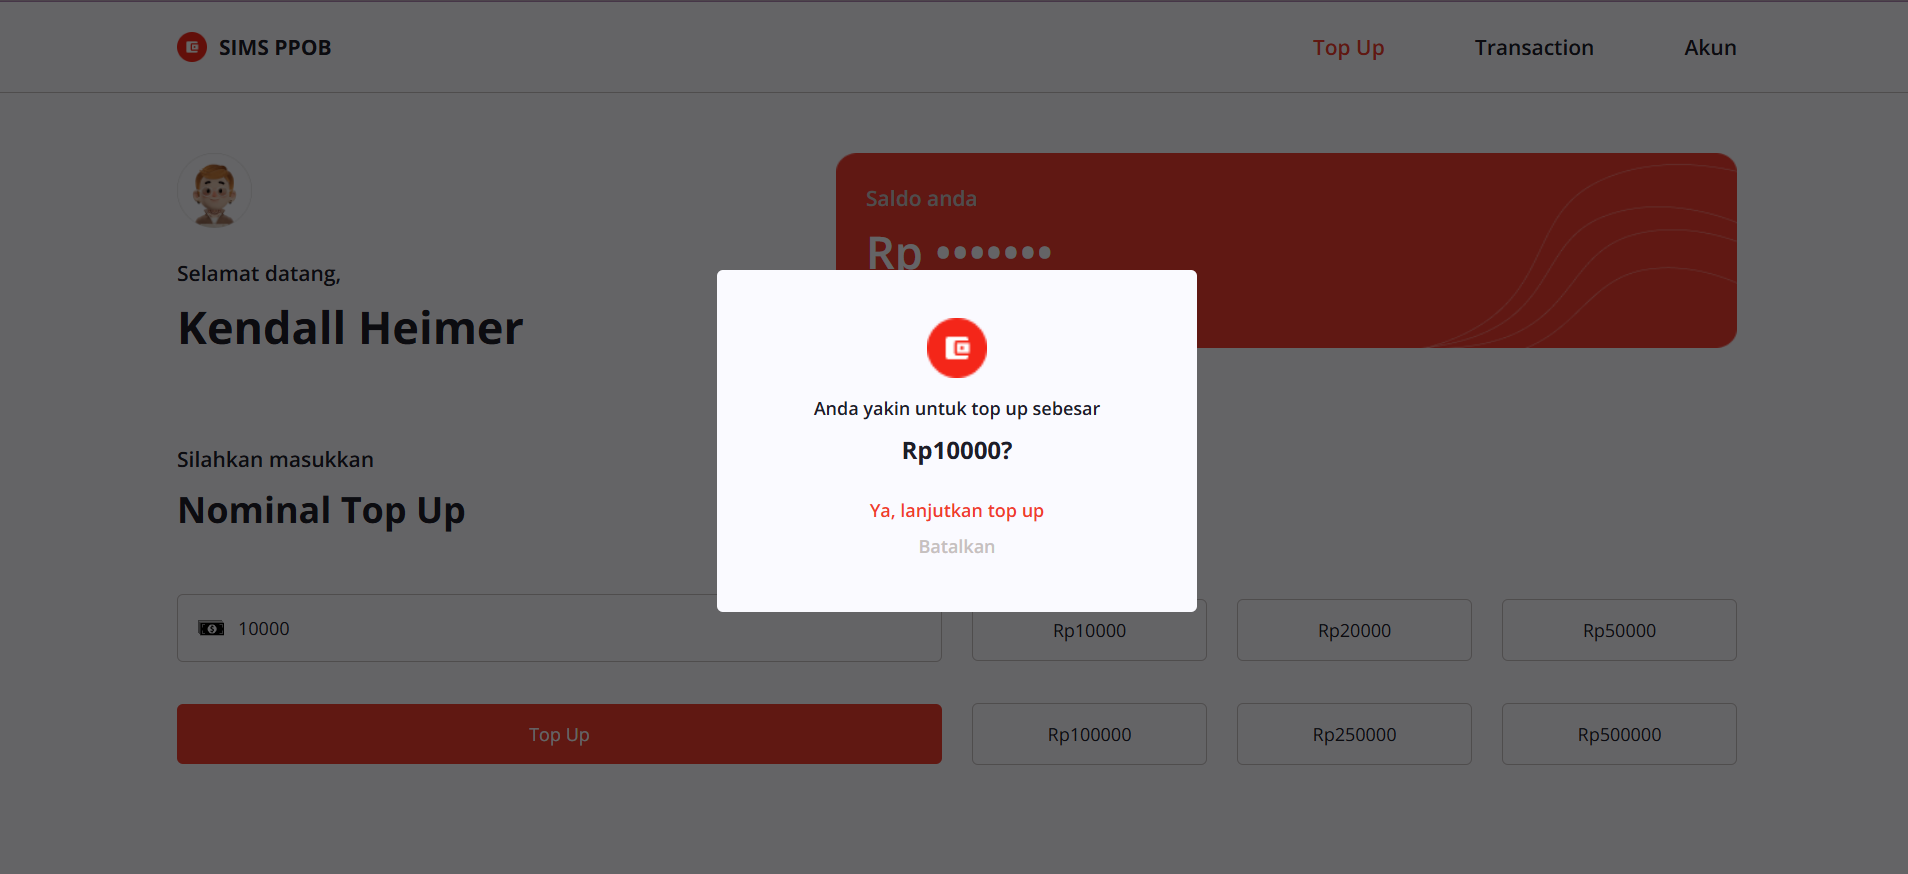 SIMS PPOB
Top Up
Transaction
Akun
Selamat datang,
Kendall Heimer
Saldo anda
Rp •••••••
Anda yakin untuk top up sebesar
Rp10000?
Ya, lanjutkan top up
Batalkan
Silahkan masukkan
Nominal Top Up
10000
Rp10000
Rp20000
Rp50000
Top Up
Rp100000
Rp250000
Rp500000